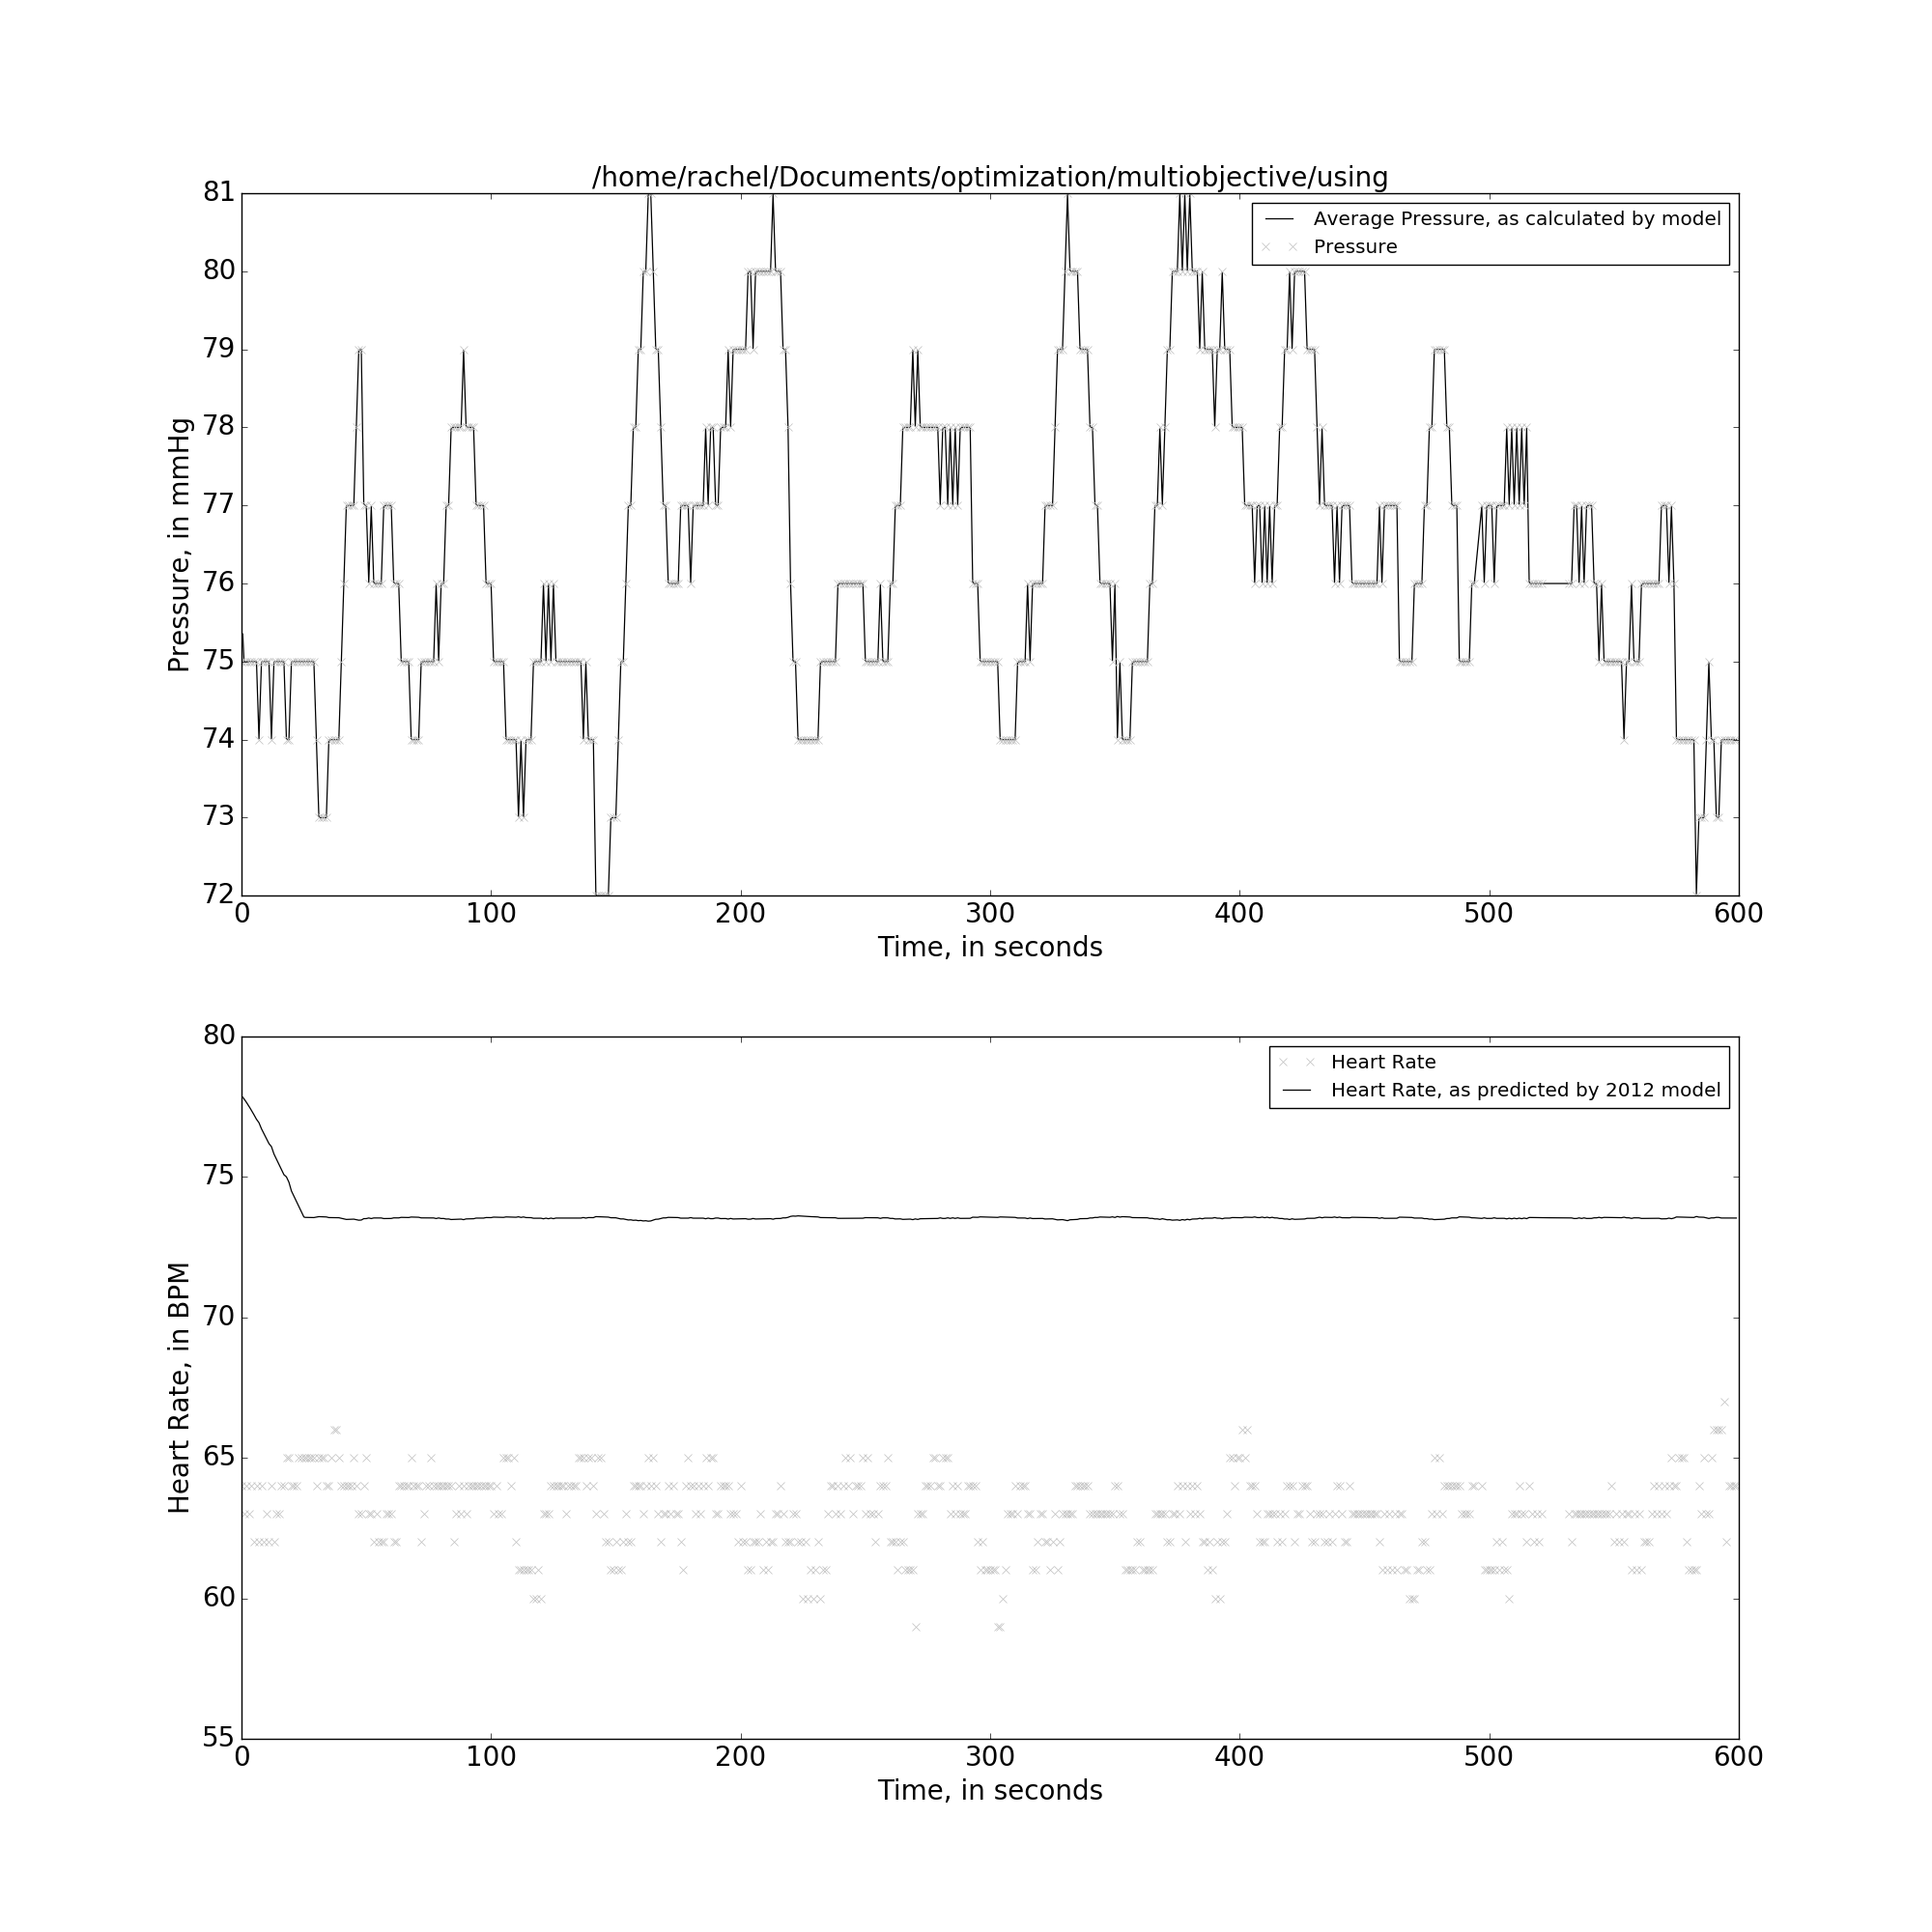 /home/rachel/Documents/optimization/multiobjective/using
81
80
79
78
77
76
75
74
73
72
Pressure, in mmHg
Average Pressure, as calculated by model
Pressure
0 100 200 300 400 500 600
Time, in seconds
80
75
70
65
60
55
Heart Rate, in BPM
Heart Rate
Heart Rate, as predicted by 2012 model
0 100 200 300 400 500 600
Time, in seconds